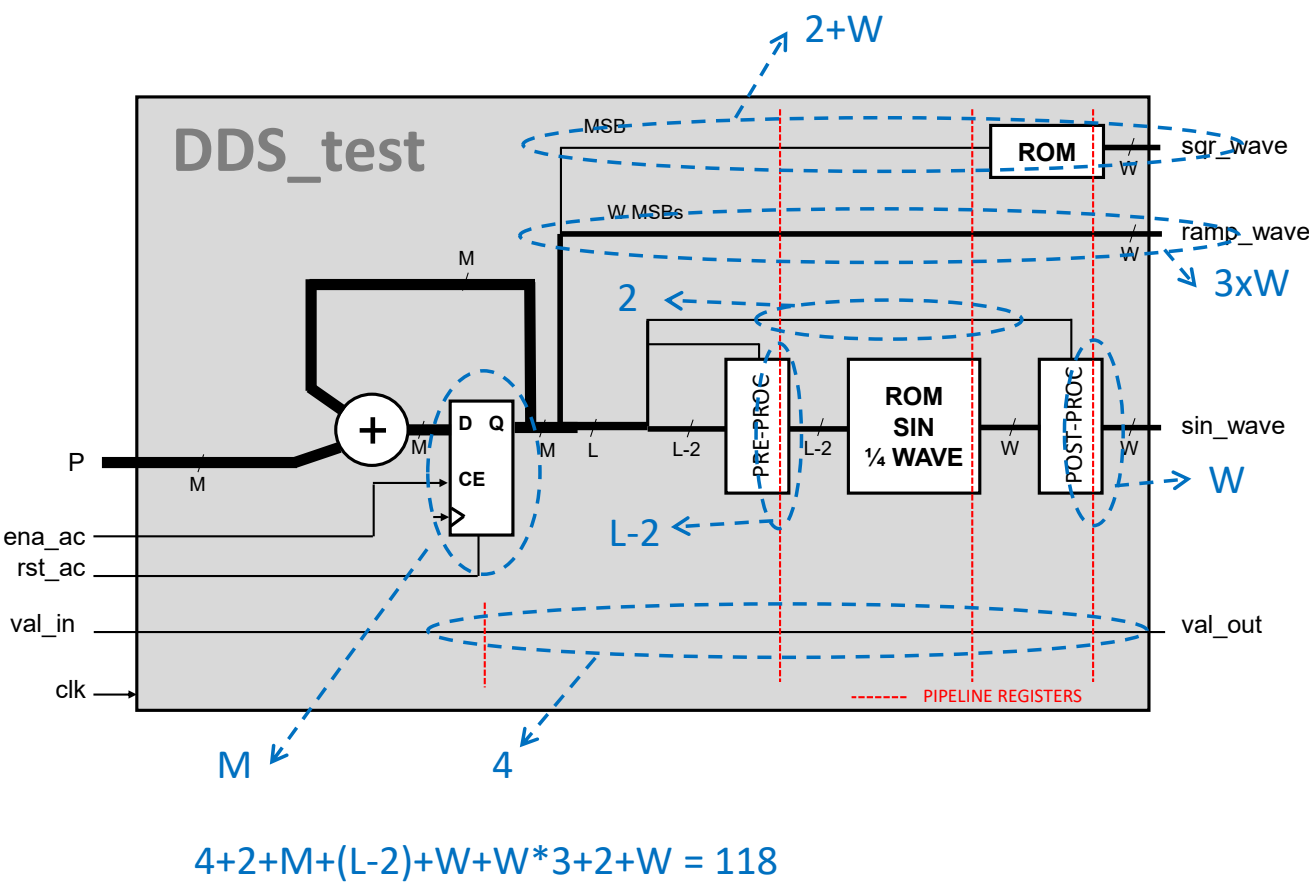 2+W
DDS_test
MSB
ROM
W
sqr_wave
W MSBs
W
ramp_wave
3xW
M
2
PRE-PROC
ROM
SIN
¼ WAVE
POST-PROC
D Q
CE
+
M
M
L
L-2
L-2
W
W
sin_wave
W
P
M
L-2
ena_ac
rst_ac
val_in
val_out
clk
PIPELINE REGISTERS
M
4
4+2+M+(L-2)+W+W*3+2+W = 118